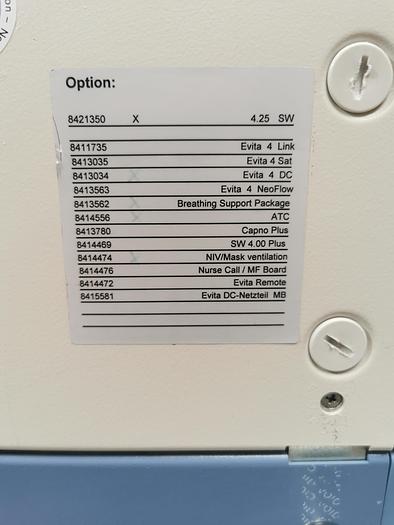 Option:
8421350 X 4.25 SW
8411735 Evita 4 Link
8413035 Evita 4 Sat
8413034 X Evita 4 DC
8413563 Evita 4 NeoFlow
8413562 X Breathing Support Package
8414556 X ATC
8413780 Capno Plus
8414469 SW 4.00 Plus
8414474 X NIV/Mask ventilation
8414476 Nurse Call / MF Board
8414472 Evita Remote
8415581 Evita DC-Netzteil MB